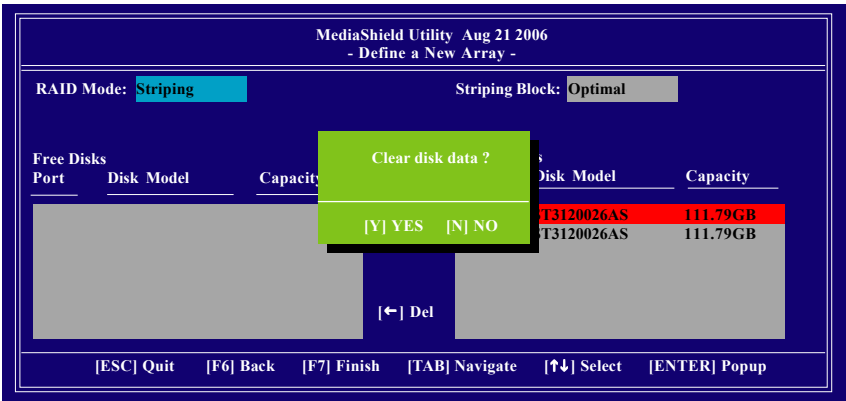 MediaShield Utility Aug 21 2006
- Define a New Array -
RAID Mode: Striping
Striping Block: Optimal
Clear disk data ?
[Y] YES [N] NO
Free Disks
Port Disk Model
Disk Model Capacity
ST3120026AS 111.79GB
ST3120026AS 111.79GB
[←] Del
[ESC] Quit [F6] Back [F7] Finish [TAB] Navigate [↑↓] Select [ENTER] Popup